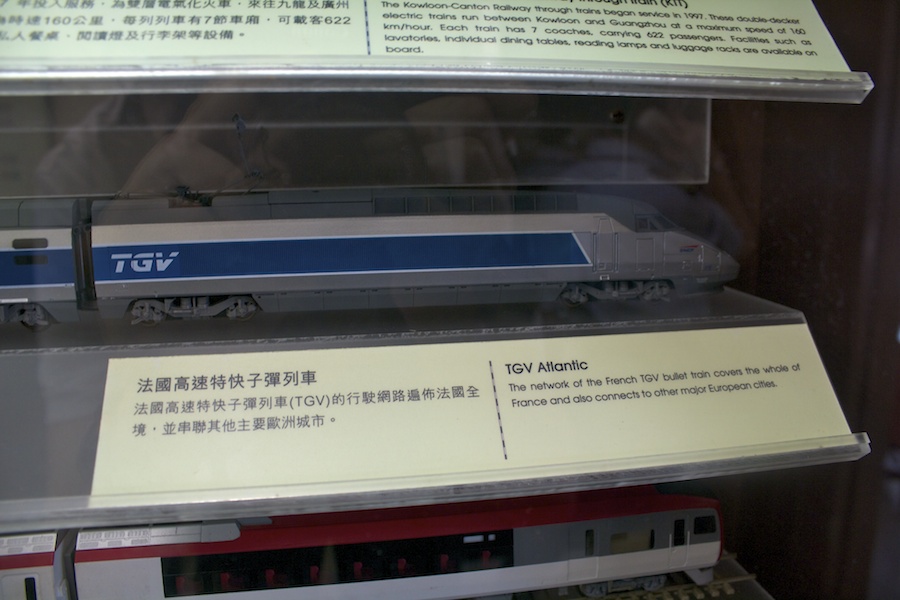 年投入服務，為雙層電氣化火車，來往九龍及廣州
時速160公里，每列列車有7節車廂，可載客622
私人餐桌、閱讀燈及行李架等設備。
through train (KTT)
The Kowloon-Canton Railway through trains began service in 1997. These double-decker
electric trains run between Kowloon and Guangzhou at a maximum speed of 160
km/hour. Each train has 7 coaches, carrying 622 passengers. Facilities such as
lavatories, individual dining tables, reading lamps and luggage racks are available on
board.
TGV
法國高速特快子彈列車
法國高速特快子彈列車(TGV)的行駛網路遍佈法國全
境，並串聯其他主要歐洲城市。
TGV Atlantic
The network of the French TGV bullet train covers the whole of
France and also connects to other major European cities.